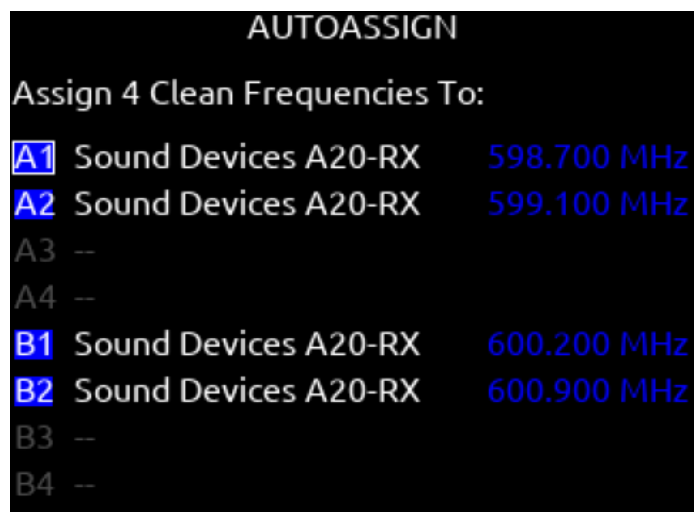 AUTOASSIGN
Assign 4 Clean Frequencies To:
A1 Sound Devices A20-RX 598.700 MHz
A2 Sound Devices A20-RX 599.100 MHz
A3 --
A4 --
B1 Sound Devices A20-RX 600.200 MHz
B2 Sound Devices A20-RX 600.900 MHz
B3 --
B4 --